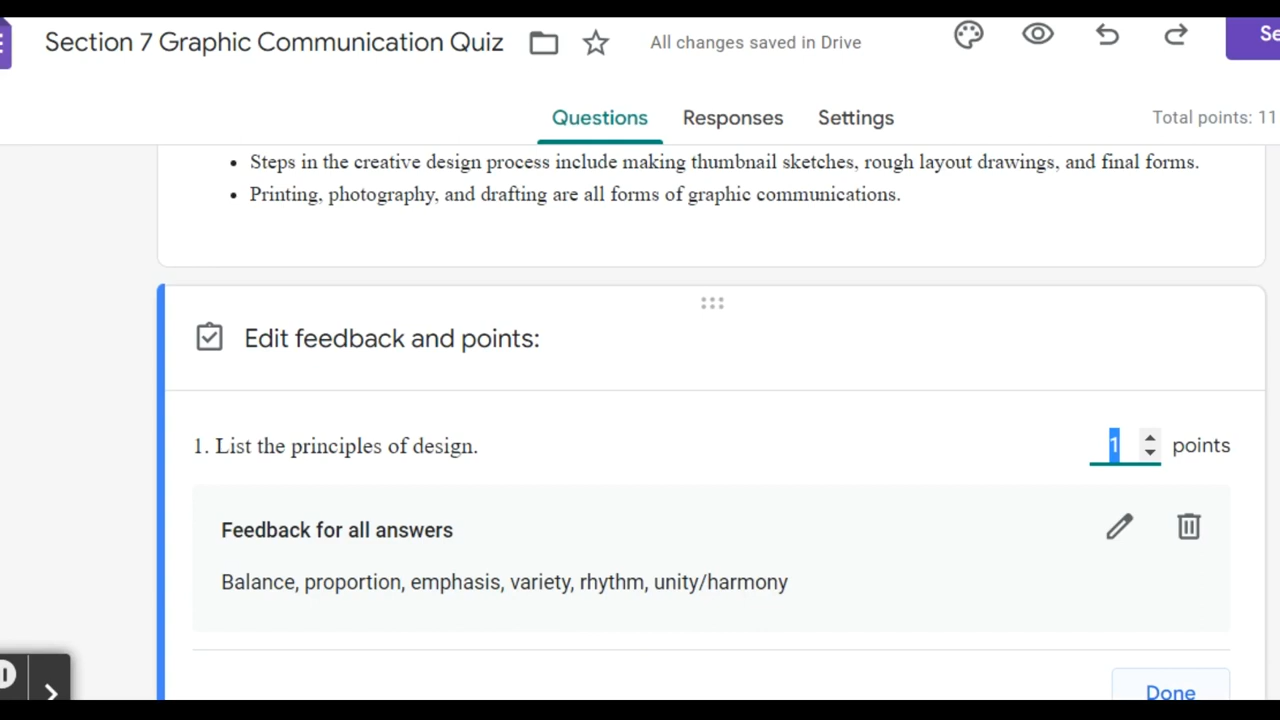 Section 7 Graphic Communication Quiz All changes saved in Drive Se
Questions Responses Settings Total points: 11
• Steps in the creative design process include making thumbnail sketches, rough layout drawings, and final forms.
• Printing, photography, and drafting are all forms of graphic communications.
Edit feedback and points:
1. List the principles of design. 1 points
Feedback for all answers
Balance, proportion, emphasis, variety, rhythm, unity/harmony
Done